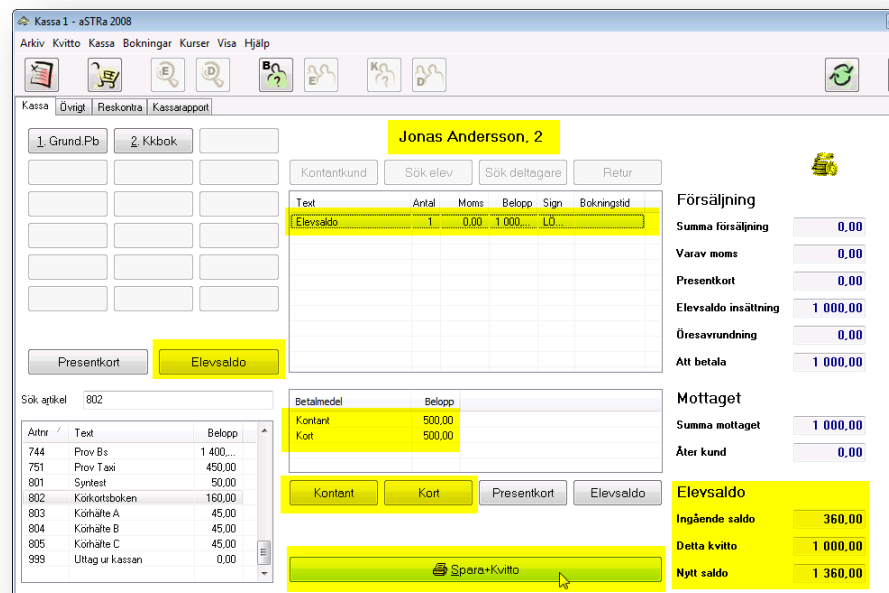 Kassa 1 - aSTRa 2008
Arkiv Kvitto Kassa Bokningar Kurser Visa Hjälp
E D B ? E K ? D
Kassa Övrigt Reskontra Kassarapport
1. Grund.Pb 2. Kkbok
Jonas Andersson, 2
Kontantkund Sök elev Sök deltagare Retur
Text Antal Moms Belopp Sign Bokningstid
Elevsaldo 1 0,00 1 000,... LÖ...
Försäljning
Summa försäljning 0,00
Varav moms 0,00
Presentkort 0,00
Elevsaldo insättning 1 000,00
Öresavrundning 0,00
Att betala 1 000,00
Presentkort Elevsaldo
Sök artikel 802
Artnr Text Belopp
744 Prov Bs 1 400,...
751 Prov Taxi 450,00
801 Syntest 50,00
802 Körkortsboken 160,00
803 Körhäfte A 45,00
804 Körhäfte B 45,00
805 Körhäfte C 45,00
999 Uttag ur kassan 0,00
Betalmedel Belopp
Kontant 500,00
Kort 500,00
Kontant Kort Presentkort Elevsaldo
Spara+Kvitto
Mottaget
Summa mottaget 1 000,00
Åter kund 0,00
Elevsaldo
Ingående saldo 360,00
Detta kvitto 1 000,00
Nytt saldo 1 360,00